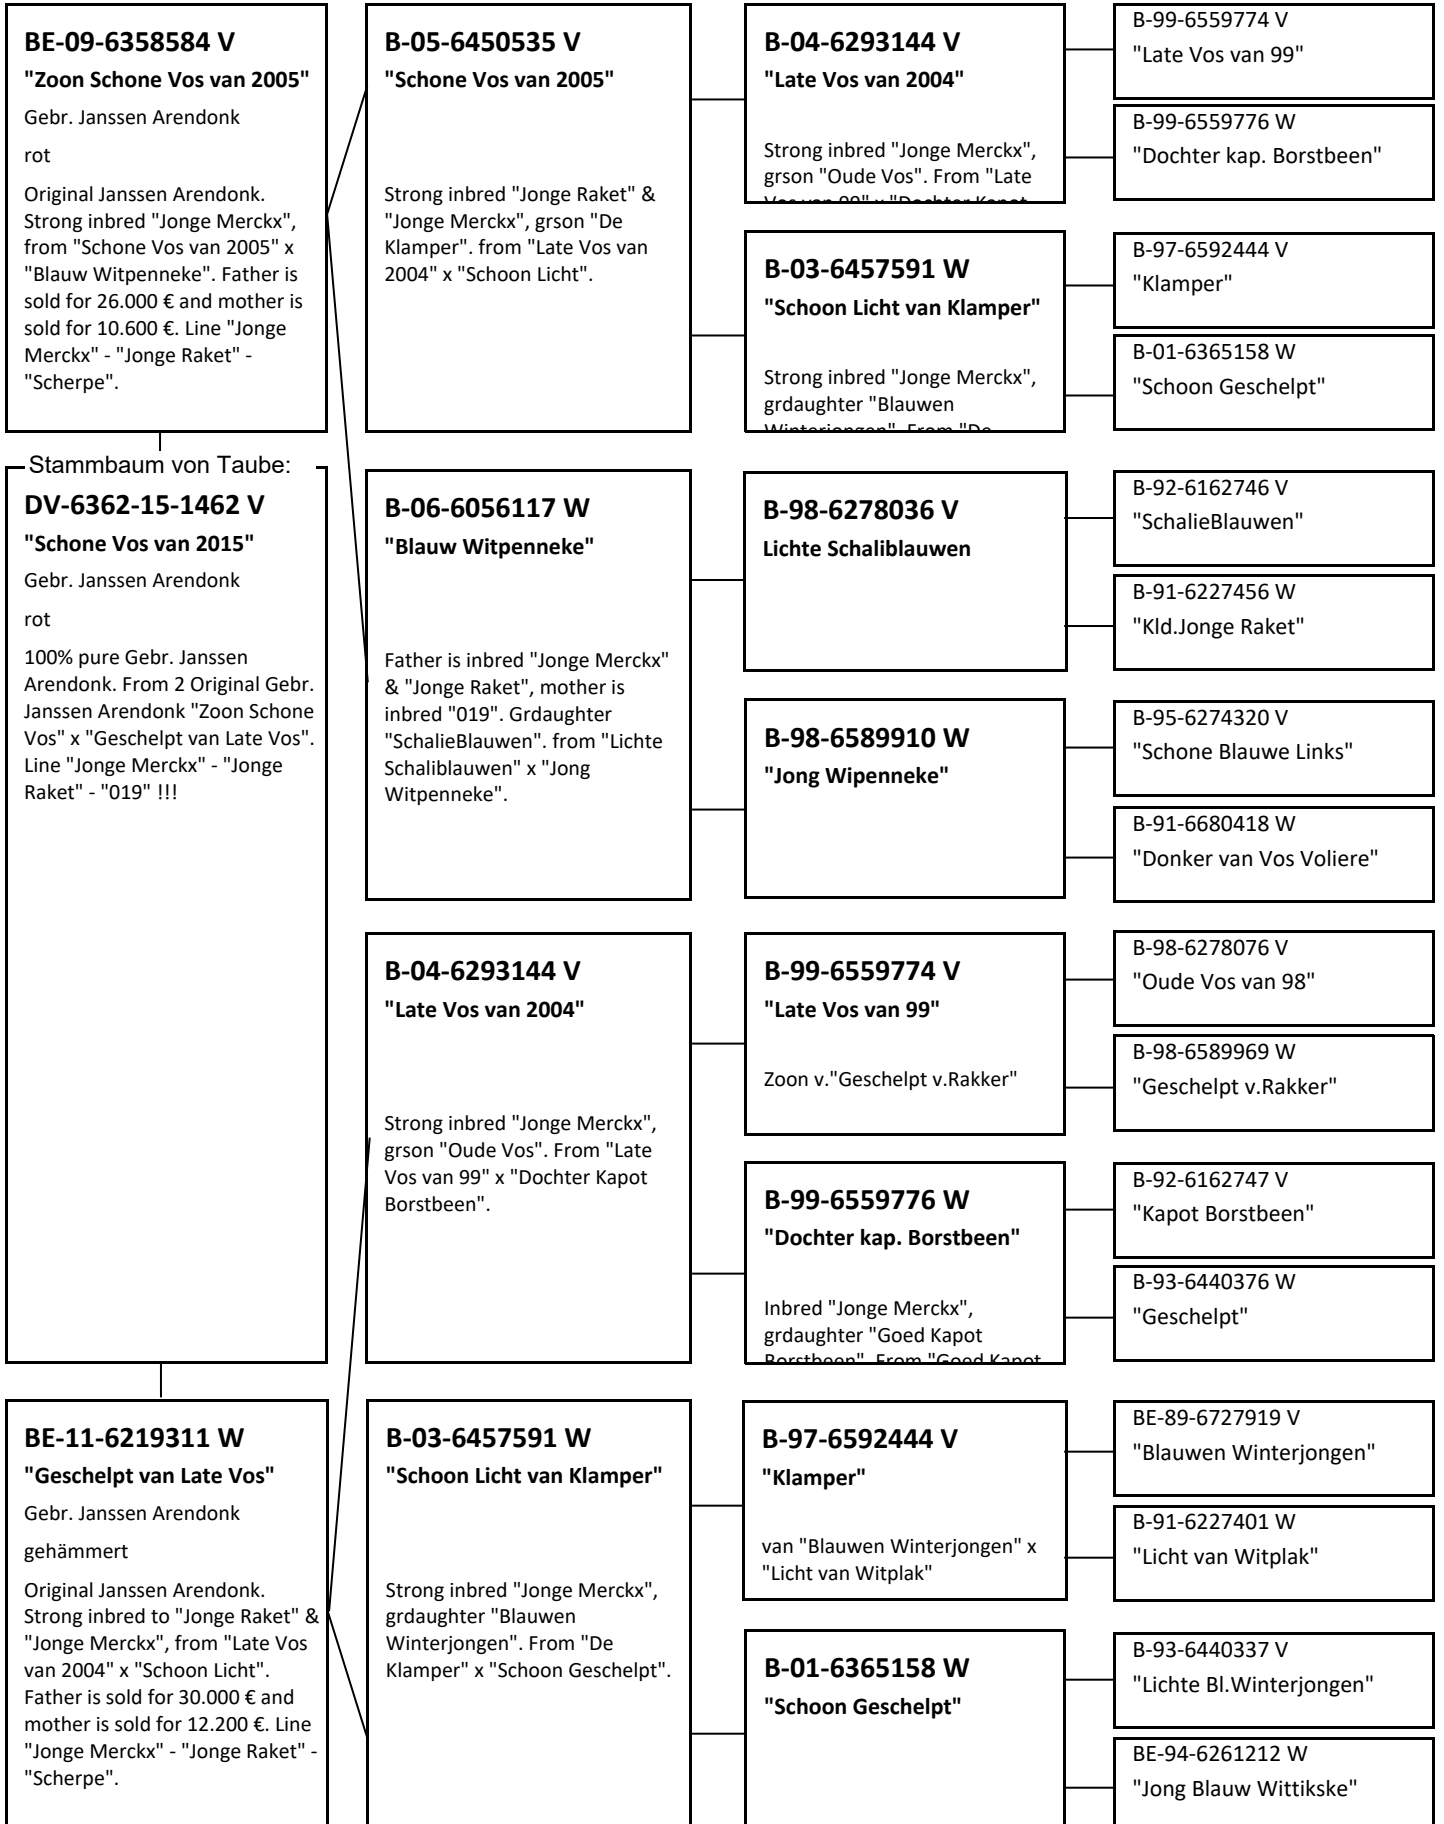 BE-09-6358584 V
"Zoon Schone Vos van 2005"
Gebr. Janssen Arendonk
rot
Original Janssen Arendonk.
Strong inbred "Jonge Merckx",
from "Schone Vos van 2005" x
"Blauw Witpenneke". Father is
sold for 26.000 € and mother is
sold for 10.600 €. Line "Jonge
Merckx" - "Jonge Raket" -
"Scherpe".
Stammbaum von Taube:
DV-6362-15-1462 V
"Schone Vos van 2015"
Gebr. Janssen Arendonk
rot
100% pure Gebr. Janssen
Arendonk. From 2 Original Gebr.
Janssen Arendonk "Zoon Schone
Vos" x "Geschelpt van Late Vos".
Line "Jonge Merckx" - "Jonge
Raket" - "019" !!!
BE-11-6219311 W
"Geschelpt van Late Vos"
Gebr. Janssen Arendonk
gehämmert
Original Janssen Arendonk.
Strong inbred to "Jonge Raket" &
"Jonge Merckx", from "Late Vos
van 2004" x "Schoon Licht".
Father is sold for 30.000 € and
mother is sold for 12.200 €. Line
"Jonge Merckx" - "Jonge Raket" -
"Scherpe".
B-05-6450535 V
"Schone Vos van 2005"
Strong inbred "Jonge Raket" &
"Jonge Merckx", grson "De
Klamper". from "Late Vos van
2004" x "Schoon Licht".
B-06-6056117 W
"Blauw Witpenneke"
Father is inbred "Jonge Merckx"
& "Jonge Raket", mother is
inbred "019". Grdaughter
"SchalieBlauwen". from "Lichte
Schaliblauwen" x "Jong
Witpenneke".
B-04-6293144 V
"Late Vos van 2004"
Strong inbred "Jonge Merckx",
grson "Oude Vos". From "Late
Vos van 99" x "Dochter Kapot
Borstbeen".
B-03-6457591 W
"Schoon Licht van Klamper"
Strong inbred "Jonge Merckx",
grdaughter "Blauwen
Winterjongen". From "De
Klamper" x "Schoon Geschelpt".
B-04-6293144 V
"Late Vos van 2004"
Strong inbred "Jonge Merckx",
grson "Oude Vos". From "Late
Vos van 99" x "Dochter Kapot
B-03-6457591 W
"Schoon Licht van Klamper"
Strong inbred "Jonge Merckx",
grdaughter "Blauwen
Winterjongen". From "De
B-98-6278036 V
Lichte Schaliblauwen
B-98-6589910 W
"Jong Wipenneke"
B-99-6559774 V
"Late Vos van 99"
Zoon v."Geschelpt v.Rakker"
B-99-6559776 W
"Dochter kap. Borstbeen"
Inbred "Jonge Merckx",
grdaughter "Goed Kapot
Borstbeen". From "Goed Kapot
B-97-6592444 V
"Klamper"
van "Blauwen Winterjongen" x
"Licht van Witplak"
B-01-6365158 W
"Schoon Geschelpt"
B-99-6559774 V
"Late Vos van 99"
B-99-6559776 W
"Dochter kap. Borstbeen"
B-97-6592444 V
"Klamper"
B-01-6365158 W
"Schoon Geschelpt"
B-92-6162746 V
"SchalieBlauwen"
B-91-6227456 W
"Kld.Jonge Raket"
B-95-6274320 V
"Schone Blauwe Links"
B-91-6680418 W
"Donker van Vos Voliere"
B-98-6278076 V
"Oude Vos van 98"
B-98-6589969 W
"Geschelpt v.Rakker"
B-92-6162747 V
"Kapot Borstbeen"
B-93-6440376 W
"Geschelpt"
BE-89-6727919 V
"Blauwen Winterjongen"
B-91-6227401 W
"Licht van Witplak"
B-93-6440337 V
"Lichte Bl.Winterjongen"
BE-94-6261212 W
"Jong Blauw Wittikske"